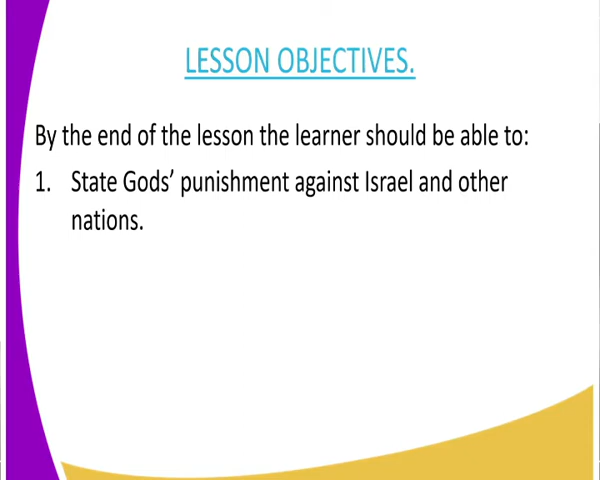 LESSON OBJECTIVES.
By the end of the lesson the learner should be able to:
1. State Gods’ punishment against Israel and other
nations.